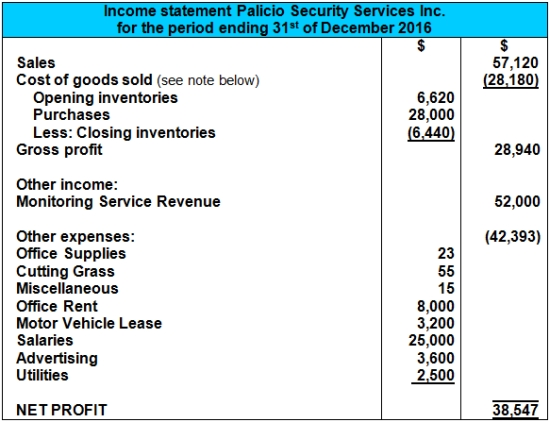 Income statement Palicio Security Services Inc.
for the period ending 31st of December 2016
$ $
Sales 57,120
Cost of goods sold (see note below) (28,180)
Opening inventories 6,620
Purchases 28,000
Less: Closing inventories (6,440)
Gross profit 28,940
Other income:
Monitoring Service Revenue 52,000
Other expenses: (42,393)
Office Supplies 23
Cutting Grass 55
Miscellaneous 15
Office Rent 8,000
Motor Vehicle Lease 3,200
Salaries 25,000
Advertising 3,600
Utilities 2,500
NET PROFIT 38,547